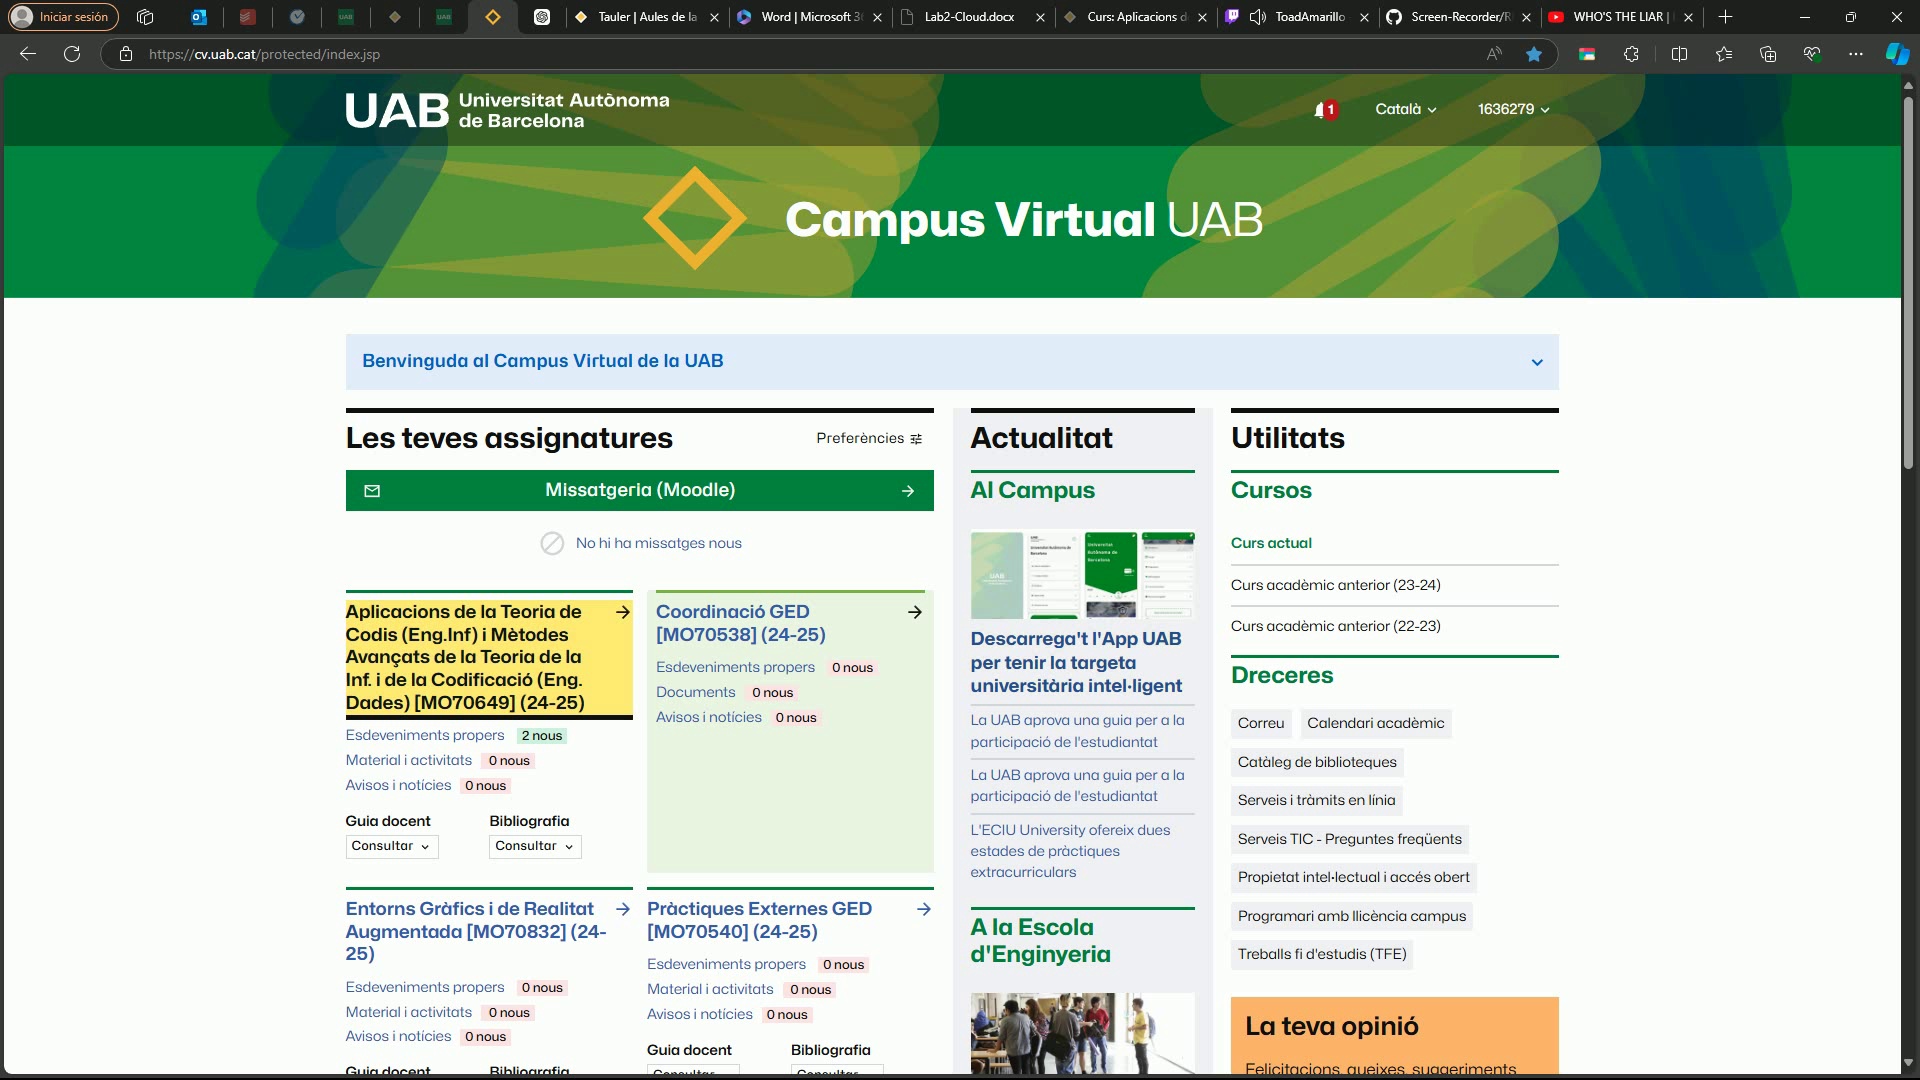 Iniciar sesión
Tauler | Aules de la
Word | Microsoft 3
Lab2-Cloud.docx
Curs: Aplicacions d
ToadAmarillo
Screen-Recorder/R
WHO'S THE LIAR |
https://cv.uab.cat/protected/index.jsp
UAB Universitat Autònoma
de Barcelona
1
Català
1636279
Campus Virtual UAB
Benvinguda al Campus Virtual de la UAB
Les teves assignatures
Preferències
Missatgeria (Moodle)
No hi ha missatges nous
Aplicacions de la Teoria de
Codis (Eng.Inf) i Mètodes
Avançats de la Teoria de la
Inf. i de la Codificació (Eng.
Dades) [MO70649] (24-25)
Esdeveniments propers 2 nous
Material i activitats 0 nous
Avisos i notícies 0 nous
Guia docent
Bibliografia
Consultar
Consultar
Coordinació GED
[MO70538] (24-25)
Esdeveniments propers 0 nous
Documents 0 nous
Avisos i notícies 0 nous
Entorns Gràfics i de Realitat
Augmentada [MO70832] (24-
25)
Esdeveniments propers 0 nous
Material i activitats 0 nous
Avisos i notícies 0 nous
Guia docent
Bibliografia
Pràctiques Externes GED
[MO70540] (24-25)
Esdeveniments propers 0 nous
Material i activitats 0 nous
Avisos i notícies 0 nous
Guia docent
Bibliografia
Consultar
Consultar
Actualitat
Al Campus
Descarrega't l'App UAB
per tenir la targeta
universitària intel·ligent
La UAB aprova una guia per a la
participació de l'estudiantat
La UAB aprova una guia per a la
participació de l'estudiantat
L'ECIU University ofereix dues
estades de pràctiques
extracurriculars
A la Escola
d'Enginyeria
Utilitats
Cursos
Curs actual
Curs acadèmic anterior (23-24)
Curs acadèmic anterior (22-23)
Dreceres
Correu
Calendari acadèmic
Catàleg de biblioteques
Serveis i tràmits en línia
Serveis TIC - Preguntes freqüents
Propietat intel·lectual i accés obert
Programari amb llicència campus
Treballs fi d'estudis (TFE)
La teva opinió
Felicitacions, queixes, suggeriments